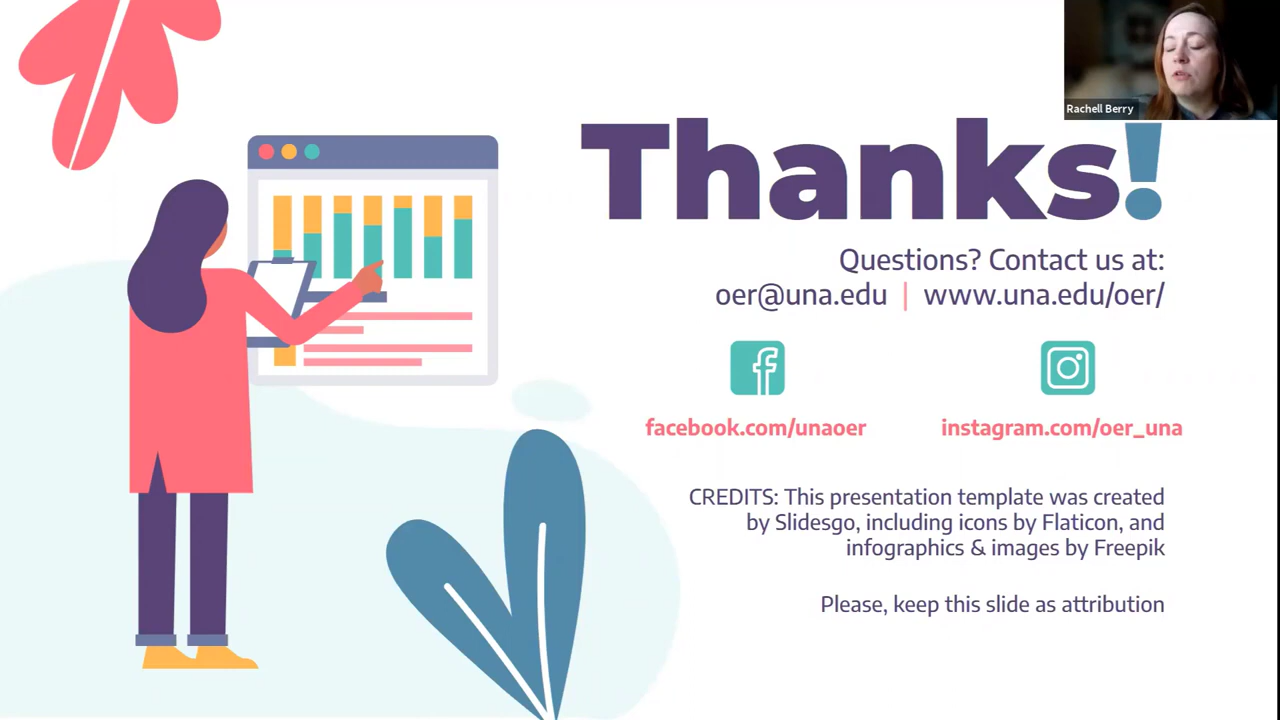 Rachell Berry
Thanks!
Questions? Contact us at:
oer@una.edu | www.una.edu/oer/
facebook.com/unaoer
instagram.com/oer_una
CREDITS: This presentation template was created
by Slidesgo, including icons by Flaticon, and
infographics & images by Freepik
Please, keep this slide as attribution